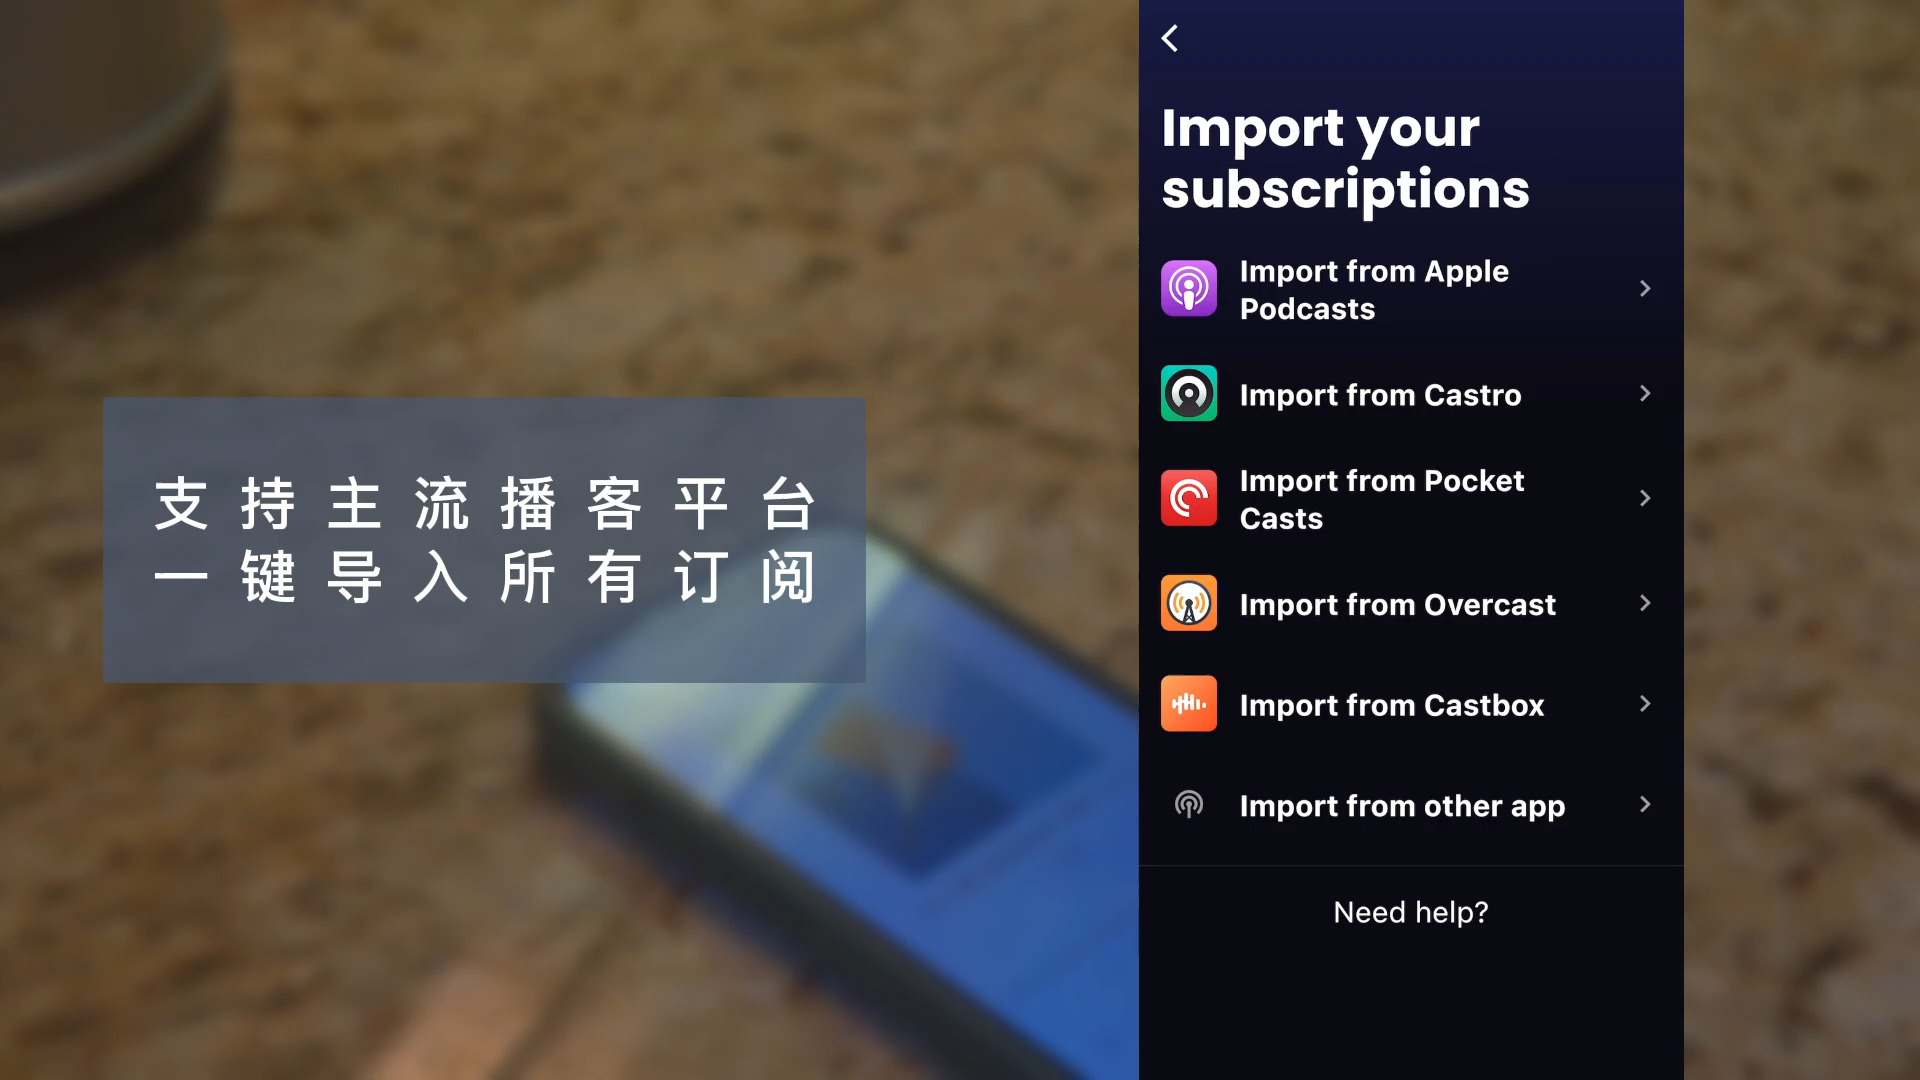 支持主流播客平台
一键导入所有订阅
Import your
subscriptions
Import from Apple
Podcasts
Import from Castro
Import from Pocket
Casts
Import from Overcast
Import from Castbox
Import from other app
Need help?